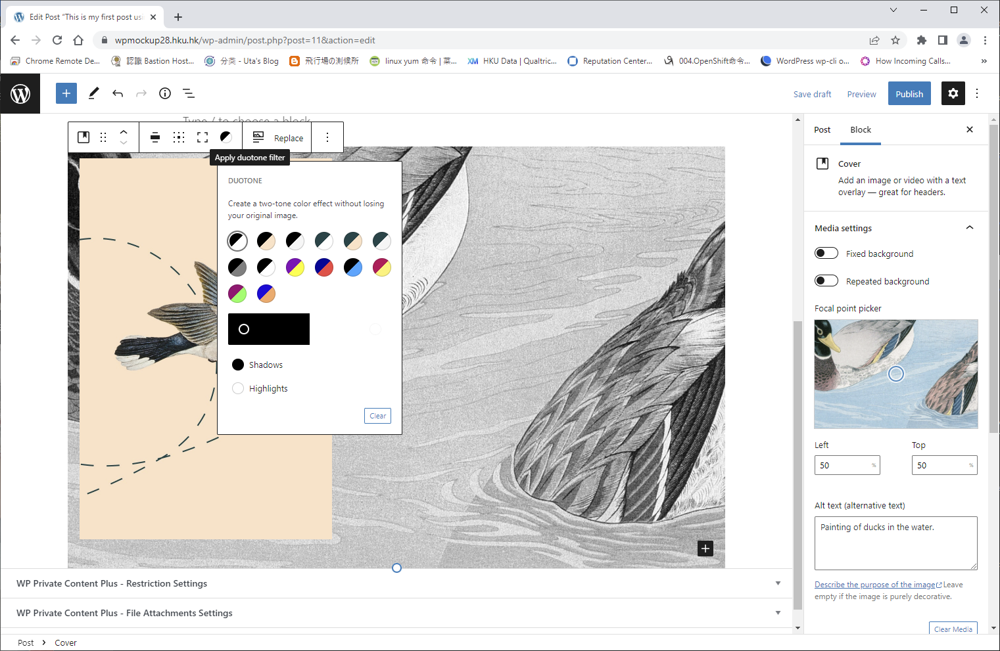 Edit Post “This is my first post usi
wpmockup28.hku.hk/wp-admin/post.php?post=11&action=edit
Chrome Remote De...
認識 Bastion Host...
分类 - Uta's Blog
飛行場の測候所
linux yum 命令 | 菜...
XM HKU Data | Qualtric...
Reputation Center...
004.OpenShift命令...
WordPress wp-cli o...
How Incoming Calls...
Save draft
Preview
Publish
Type / to choose a block
Replace
Apply duotone filter
DUOTONE
Create a two-tone color effect without losing
your original image.
Shadows
Highlights
Clear
Post
Block
Cover
Add an image or video with a text
overlay — great for headers.
Media settings
Fixed background
Repeated background
Focal point picker
Left
Top
50 %
50 %
Alt text (alternative text)
Painting of ducks in the water.
Describe the purpose of the image Leave
empty if the image is purely decorative.
Clear Media
WP Private Content Plus - Restriction Settings
WP Private Content Plus - File Attachments Settings
Post
Cover